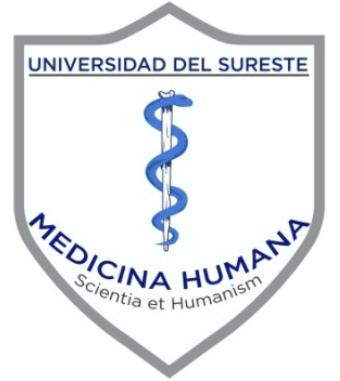 UNIVERSIDAD DEL SURESTE
MEDICINA HUMANA
Scientia et Humanism